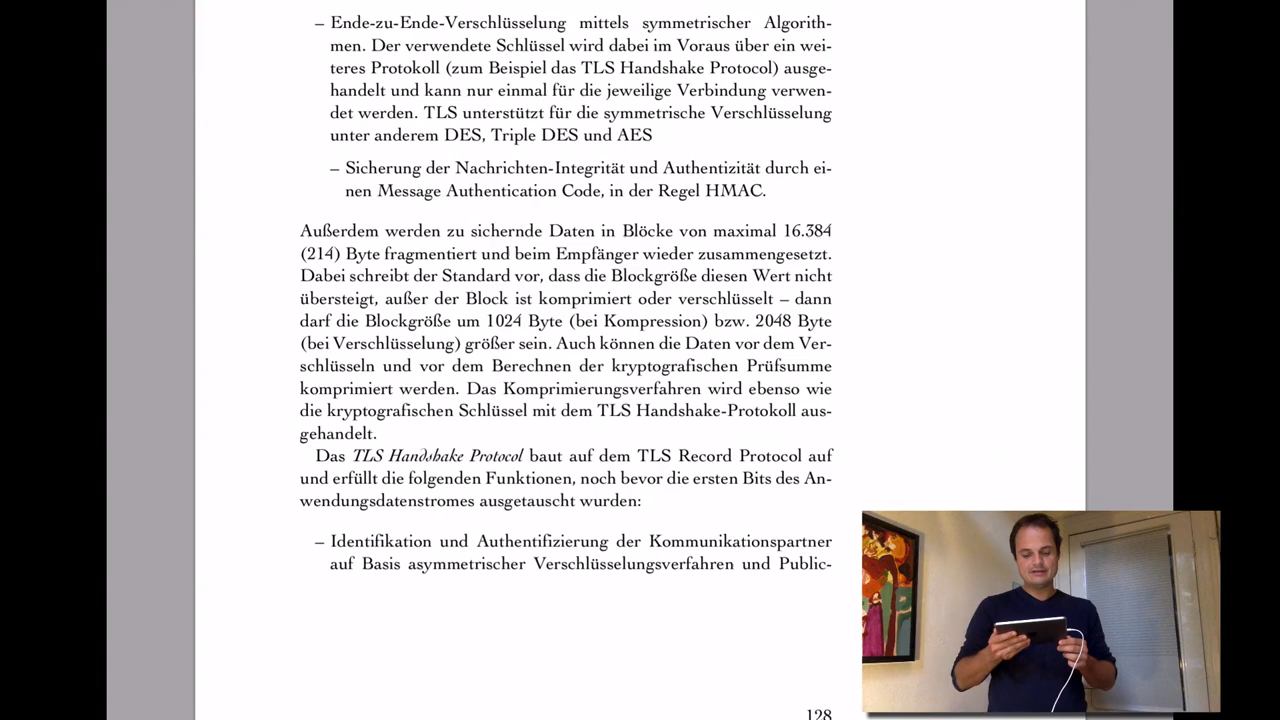 – Ende-zu-Ende-Verschlüsselung mittels symmetrischer Algorith-
men. Der verwendete Schlüssel wird dabei im Voraus über ein wei-
teres Protokoll (zum Beispiel das TLS Handshake Protocol) ausge-
handelt und kann nur einmal für die jeweilige Verbindung verwen-
det werden. TLS unterstützt für die symmetrische Verschlüsselung
unter anderem DES, Triple DES und AES
– Sicherung der Nachrichten-Integrität und Authentizität durch ei-
nen Message Authentication Code, in der Regel HMAC.
Außerdem werden zu sichernde Daten in Blöcke von maximal 16.384
(214) Byte fragmentiert und beim Empfänger wieder zusammengesetzt.
Dabei schreibt der Standard vor, dass die Blockgröße diesen Wert nicht
übersteigt, außer der Block ist komprimiert oder verschlüsselt – dann
darf die Blockgröße um 1024 Byte (bei Kompression) bzw. 2048 Byte
(bei Verschlüsselung) größer sein. Auch können die Daten vor dem Ver-
schlüsseln und vor dem Berechnen der kryptografischen Prüfsumme
komprimiert werden. Das Komprimierungsverfahren wird ebenso wie
die kryptografischen Schlüssel mit dem TLS Handshake-Protokoll aus-
gehandelt.
Das TLS Handshake Protocol baut auf dem TLS Record Protocol auf
und erfüllt die folgenden Funktionen, noch bevor die ersten Bits des An-
wendungsdatenstromes ausgetauscht wurden:
– Identifikation und Authentifizierung der Kommunikationspartner
auf Basis asymmetrischer Verschlüsselungsverfahren und Public-
128